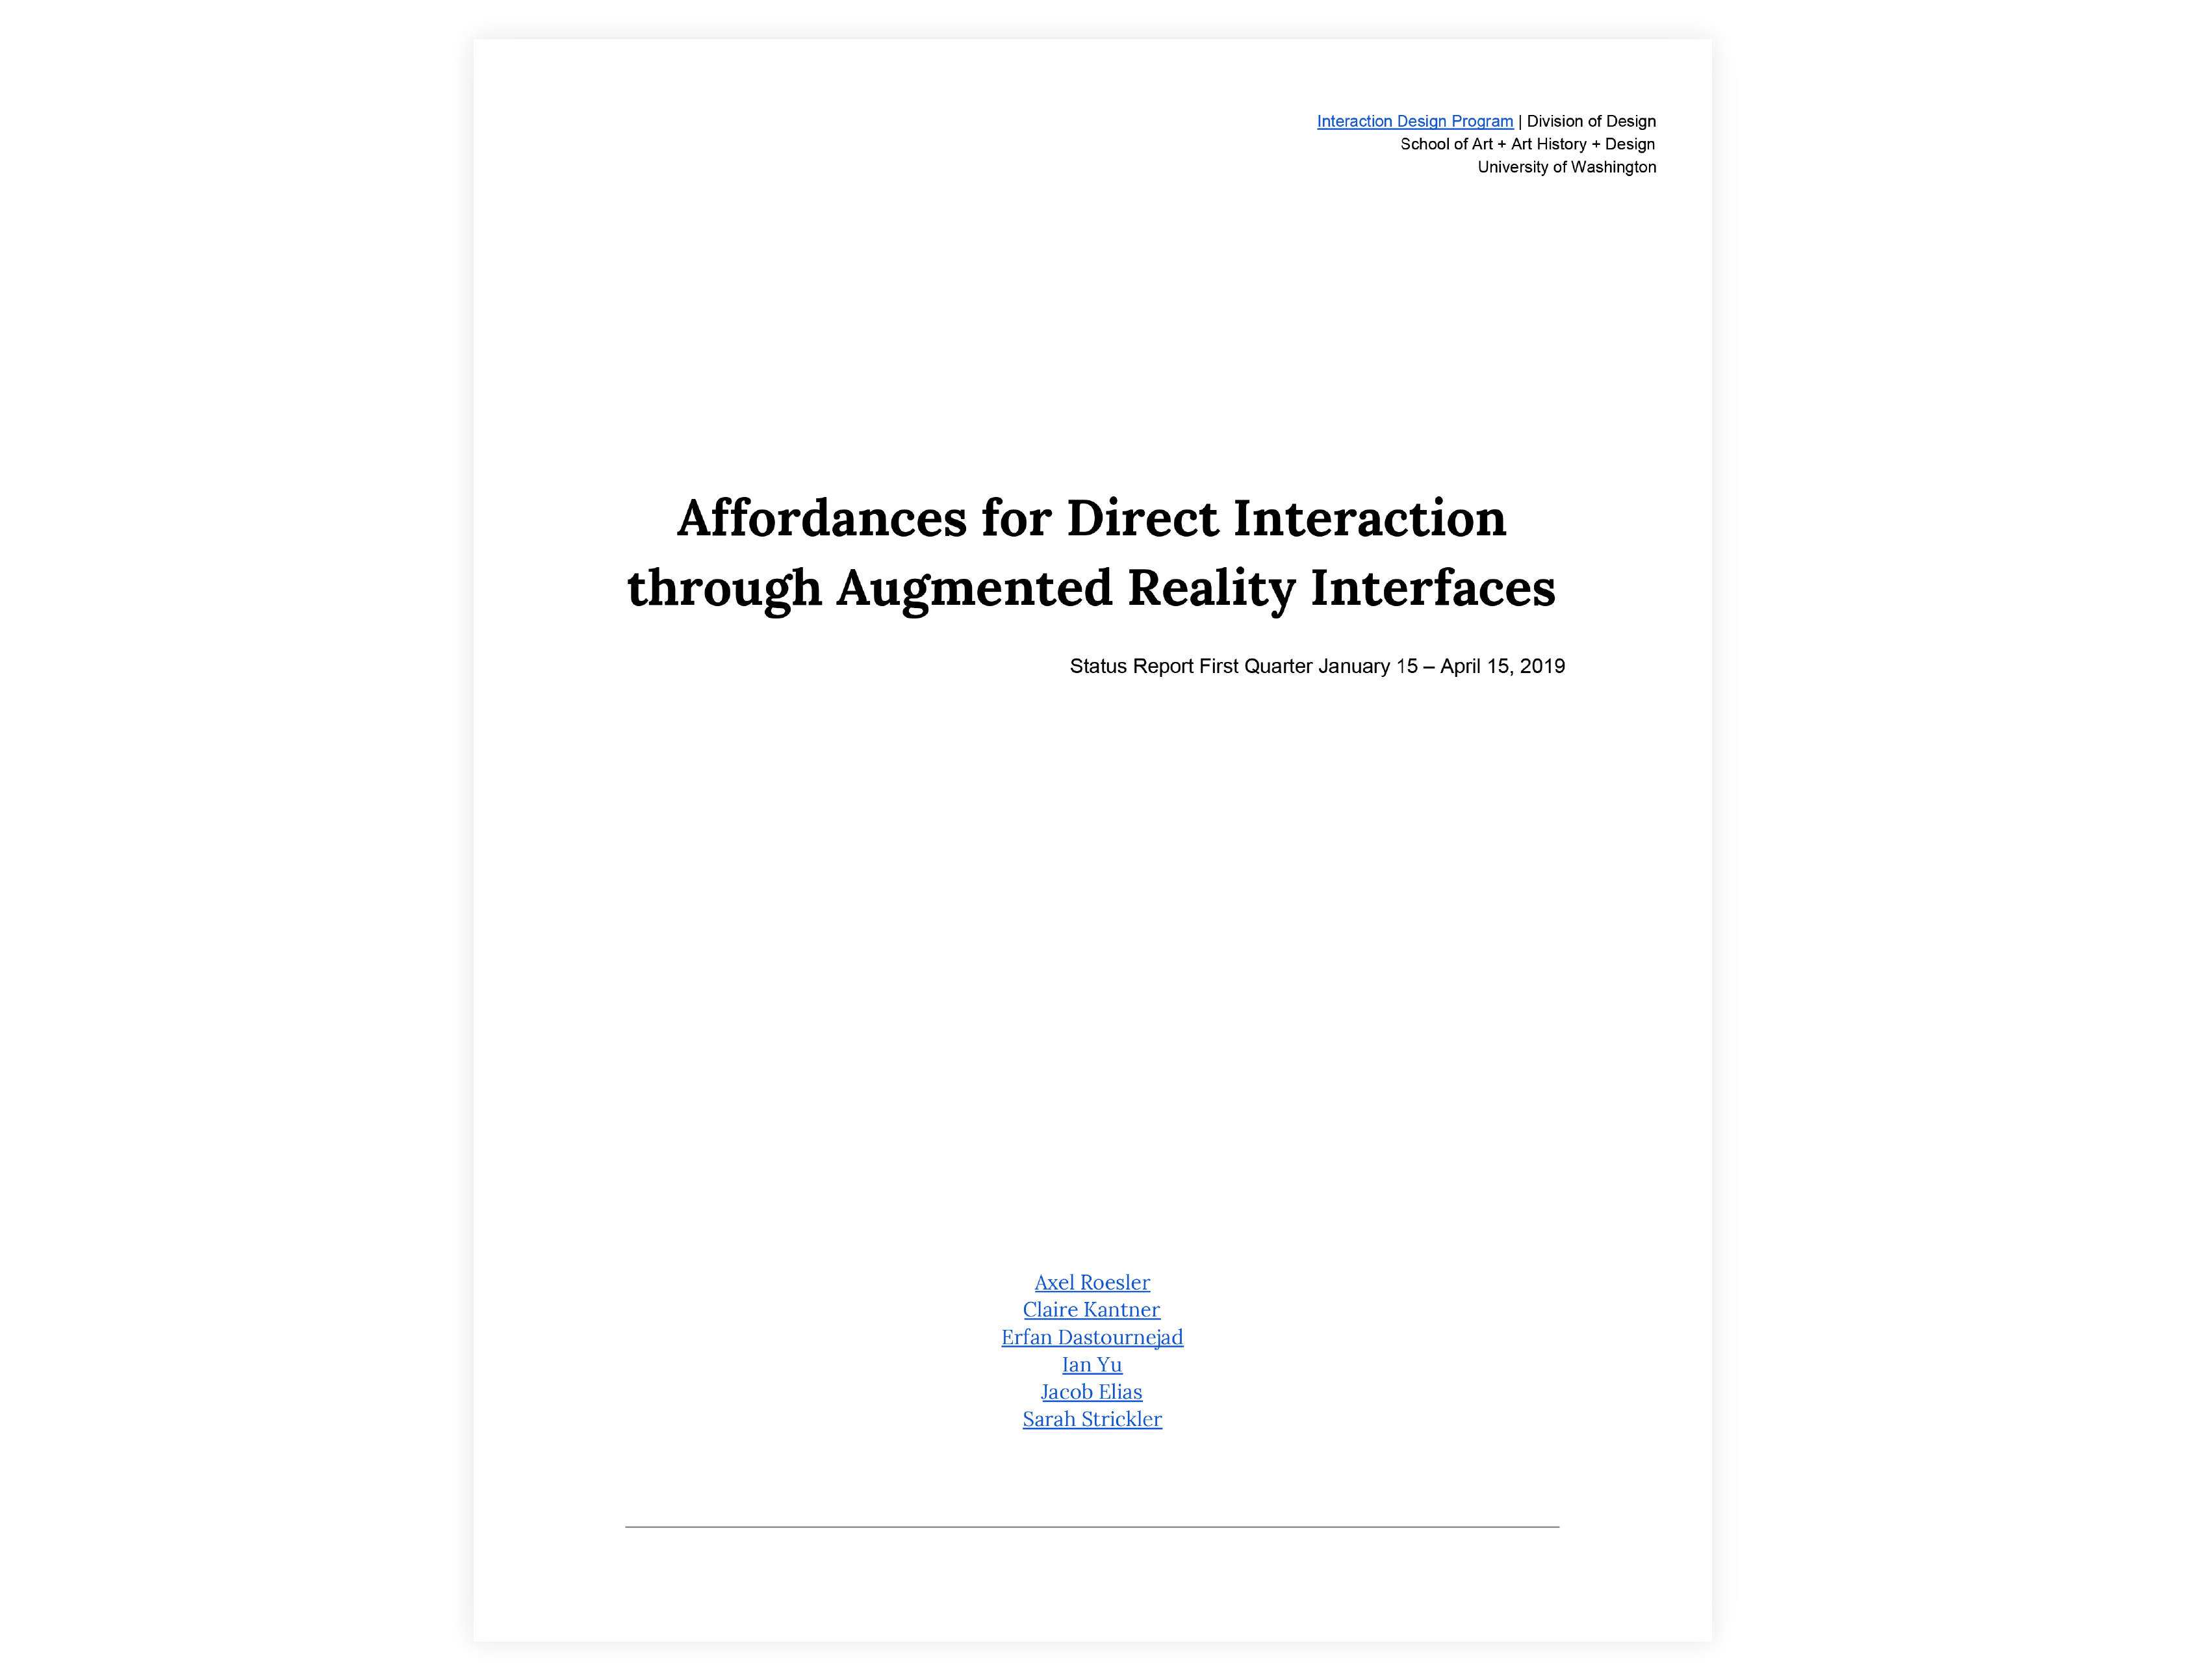 Interaction Design Program | Division of Design
School of Art + Art History + Design
University of Washington
Affordances for Direct Interaction
through Augmented Reality Interfaces
Status Report First Quarter January 15 – April 15, 2019
Axel Roesler
Claire Kantner
Erfan Dastournejad
Ian Yu
Jacob Elias
Sarah Strickler